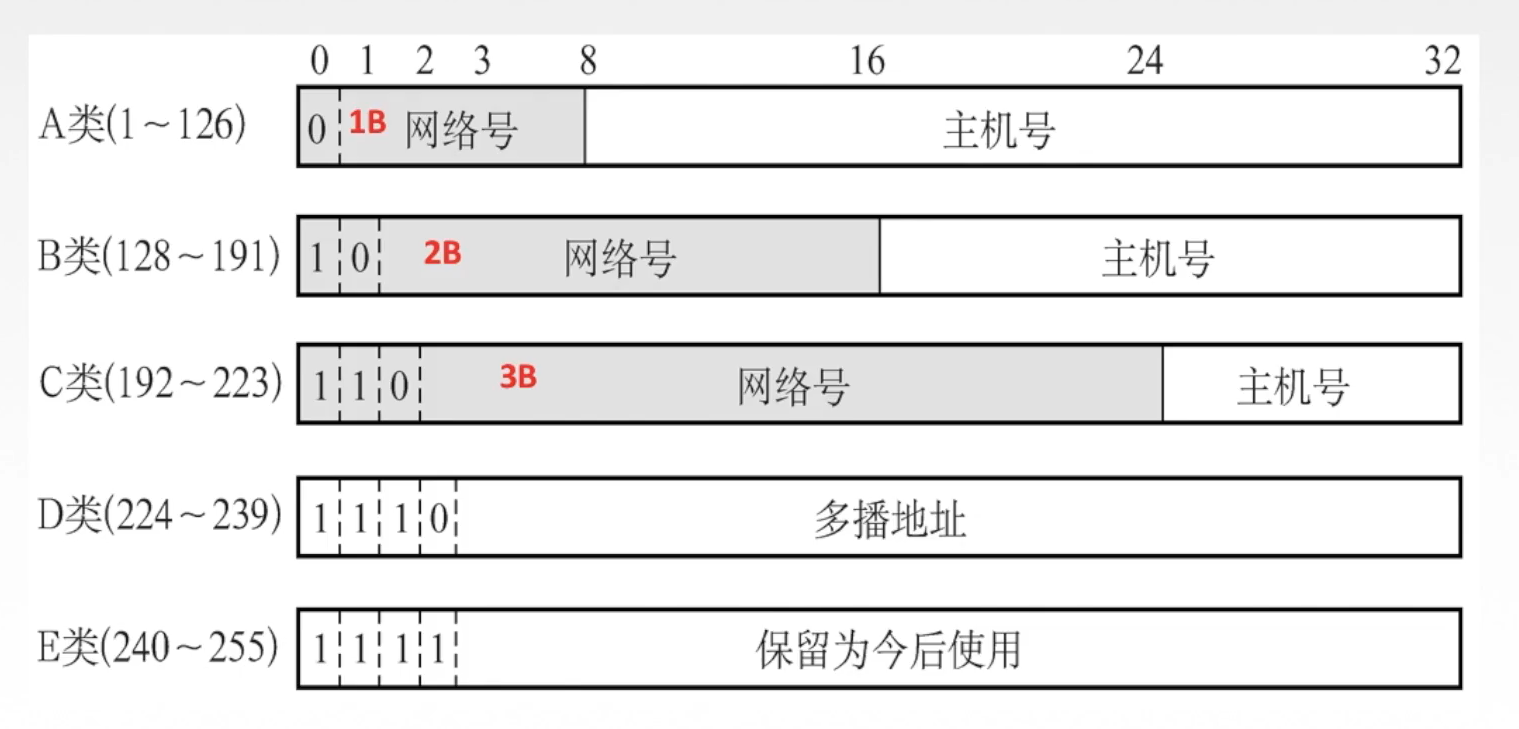 0 1 2 3 8 16 24 32
A类(1～126) 0 1B 网络号 主机号
B类(128～191) 1 0 2B 网络号 主机号
C类(192～223) 1 1 0 3B 网络号 主机号
D类(224～239) 1 1 1 0 多播地址
E类(240～255) 1 1 1 1 保留为今后使用